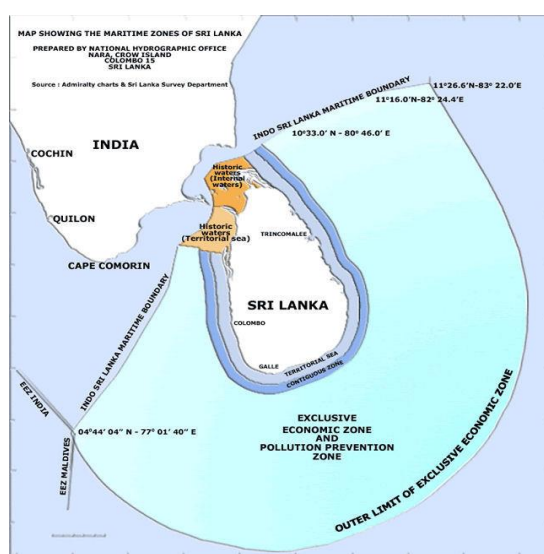 MAP SHOWING THE MARITIME ZONES OF SRI LANKA
PREPARED BY NATIONAL HYDROGRAPHIC OFFICE
NARA, CROW ISLAND
COLOMBO 15
SRI LANKA
Source : Admiralty charts & Sri Lanka Survey Department
INDO SRI LANKA MARITIME BOUNDARY
11°26.6'N-83° 22.0'E
11°16.0'N-82° 24.4'E
10°33.0' N - 80° 46.0' E
INDIA
COCHIN
QUILON
CAPE COMORIN
Historic
waters
(Internal
waters)
Historic
waters
(Territorial sea)
TRINCOMALEE
SRI LANKA
COLOMBO
GALLE
TERRITORIAL SEA
CONTIGUOUS ZONE
INDO SRI LANKA MARITIME BOUNDARY
EEZ INDIA
EEZ MALDIVES
04°44' 04" N - 77° 01' 40" E
EXCLUSIVE
ECONOMIC ZONE
AND
POLLUTION PREVENTION
ZONE
OUTER LIMIT OF EXCLUSIVE ECONOMIC ZONE